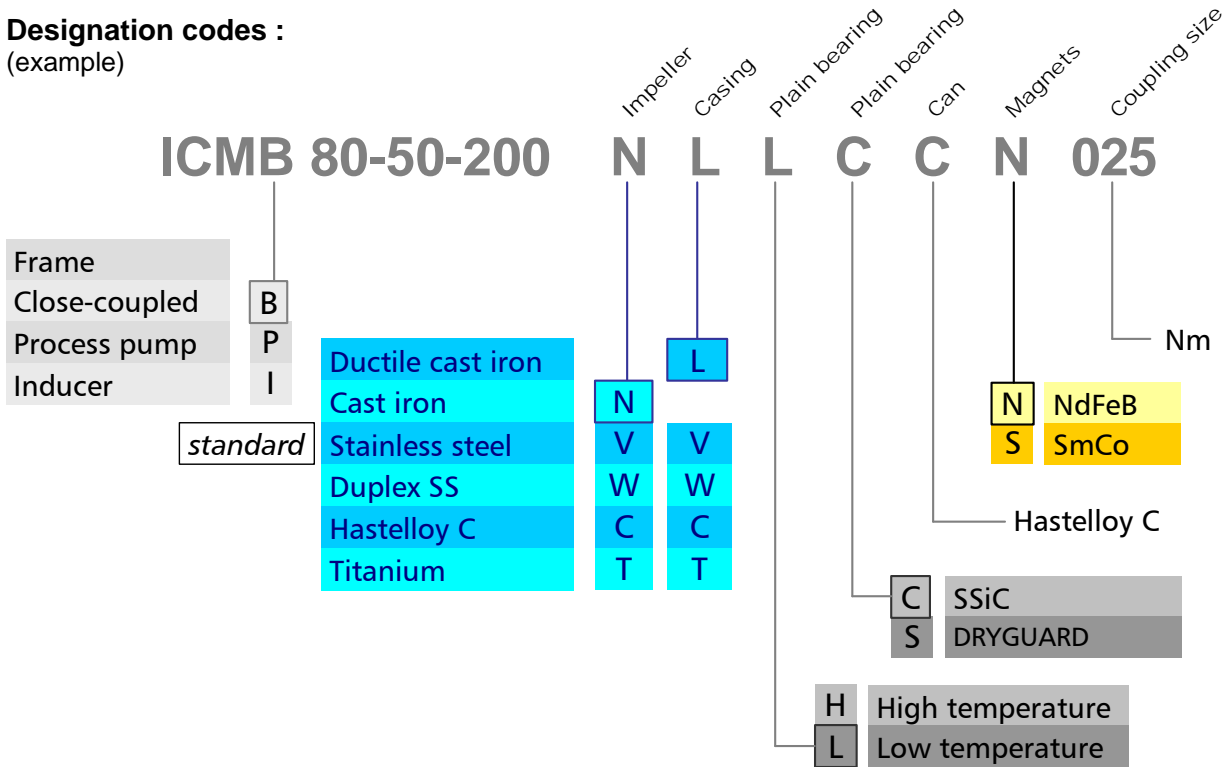 Designation codes :
(example)
Impeller
Casing
Plain bearing
Plain bearing
Can
Magnets
Coupling size
ICMB 80-50-200 N L L C C N 025
Frame
Close-coupled B
Process pump P
Inducer I
Nm
Ductile cast iron L
Cast iron N
standard Stainless steel V V
Duplex SS W W
Hastelloy C C C
Titanium T T
N NdFeB
S SmCo
Hastelloy C
C SSiC
S DRYGUARD
H High temperature
L Low temperature